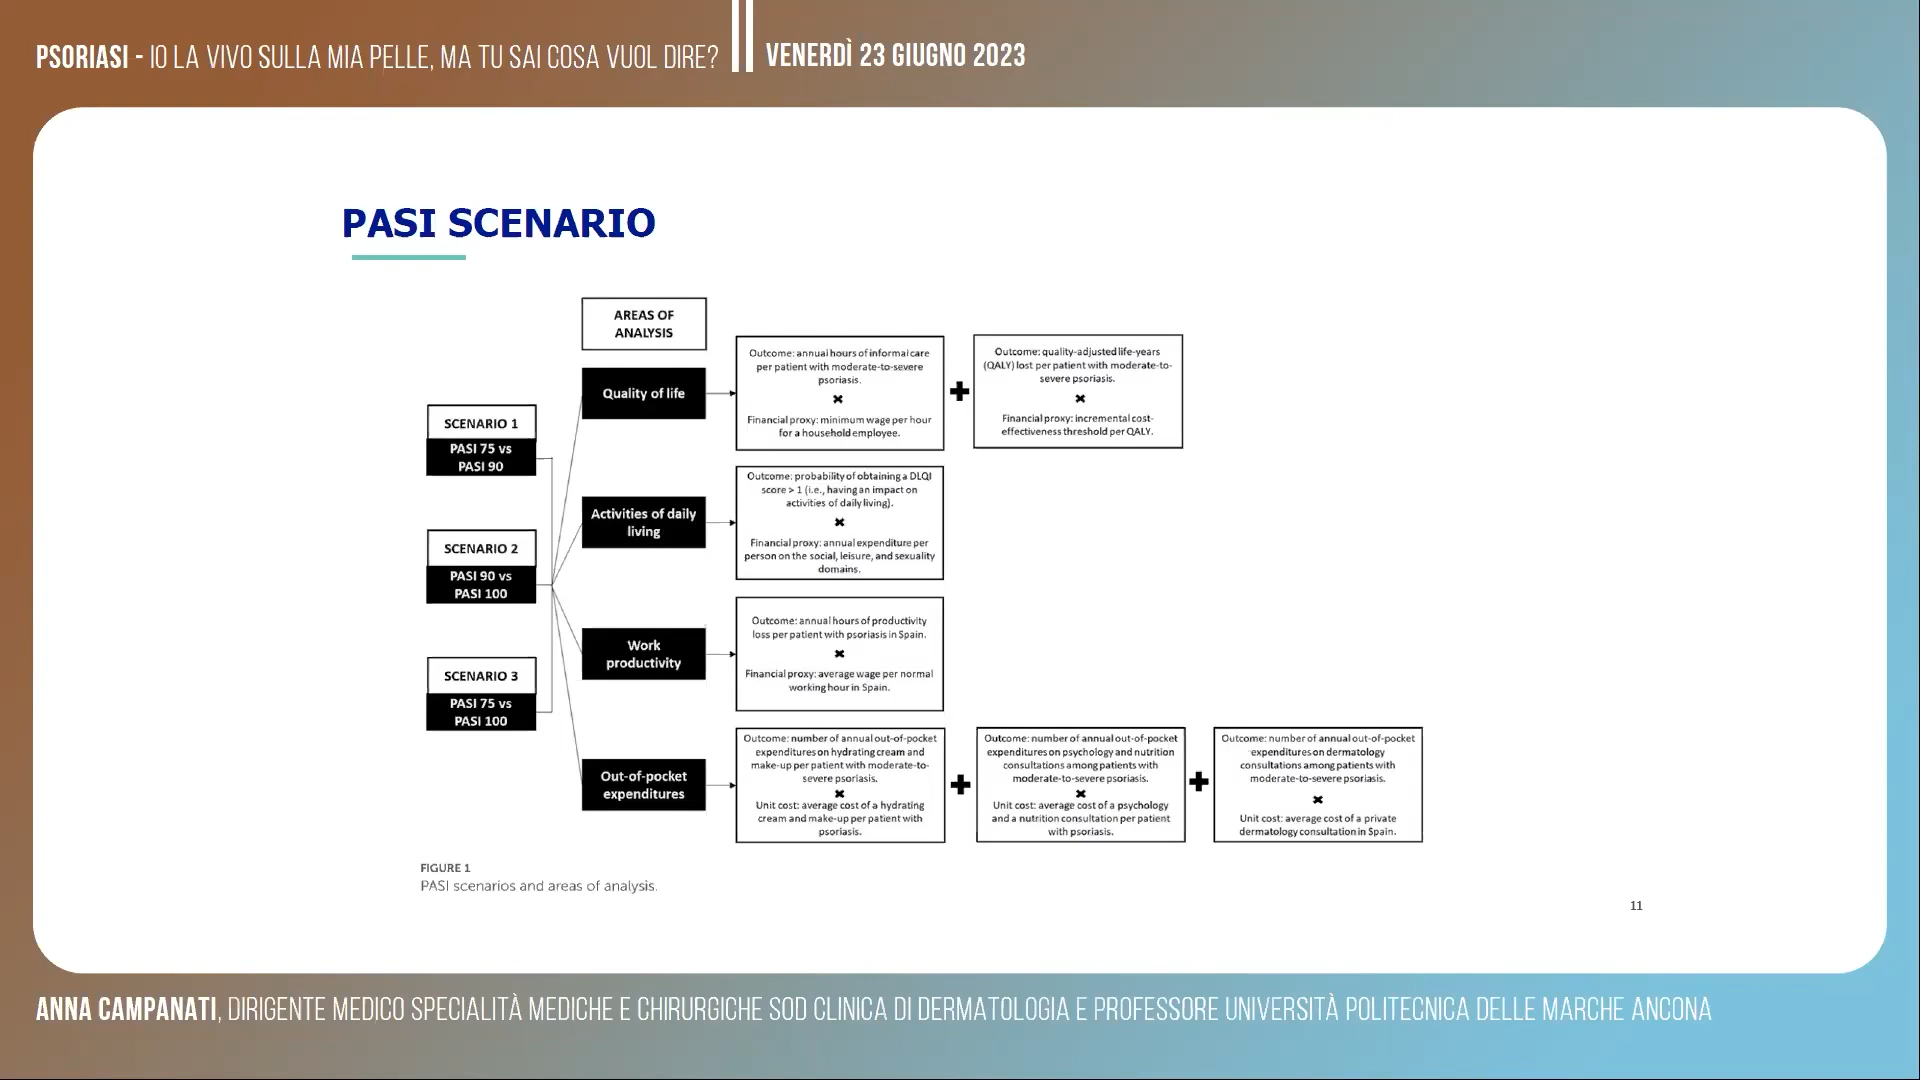 PSORIASI - IO LA VIVO SULLA MIA PELLE, MA TU SAI COSA VUOL DIRE?
VENERDÌ 23 GIUGNO 2023
PASI SCENARIO
AREAS OF
ANALYSIS
SCENARIO 1
PASI 75 vs
PASI 90
SCENARIO 2
PASI 90 vs
PASI 100
SCENARIO 3
PASI 75 vs
PASI 100
Quality of life
Outcome: annual hours of informal care
per patient with moderate-to-severe
psoriasis.
✖
Financial proxy: minimum wage per hour
for a household employee.
✚
Outcome: quality-adjusted life-years
(QALY) lost per patient with moderate-to-
severe psoriasis.
✖
Financial proxy: incremental cost-
effectiveness threshold per QALY.
Activities of daily
living
Outcome: probability of obtaining a DLQI
score > 1 (i.e., having an impact on
activities of daily living).
✖
Financial proxy: annual expenditure per
person on the social, leisure, and sexuality
domains.
Work
productivity
Outcome: annual hours of productivity
loss per patient with psoriasis in Spain.
✖
Financial proxy: average wage per normal
working hour in Spain.
Out-of-pocket
expenditures
Outcome: number of annual out-of-pocket
expenditures on hydrating cream and
make-up per patient with moderate-to-
severe psoriasis.
✖
Unit cost: average cost of a hydrating
cream and make-up per patient with
psoriasis.
✚
Outcome: number of annual out-of-pocket
expenditures on psychology and nutrition
consultations among patients with
moderate-to-severe psoriasis.
✖
Unit cost: average cost of a psychology
and a nutrition consultation per patient
with psoriasis.
✚
Outcome: number of annual out-of-pocket
expenditures on dermatology
consultations among patients with
moderate-to-severe psoriasis.
✖
Unit cost: average cost of a private
dermatology consultation in Spain.
FIGURE 1
PASI scenarios and areas of analysis.
11
ANNA CAMPANATI, DIRIGENTE MEDICO SPECIALITÀ MEDICHE E CHIRURGICHE SOD CLINICA DI DERMATOLOGIA E PROFESSORE UNIVERSITÀ POLITECNICA DELLE MARCHE ANCONA